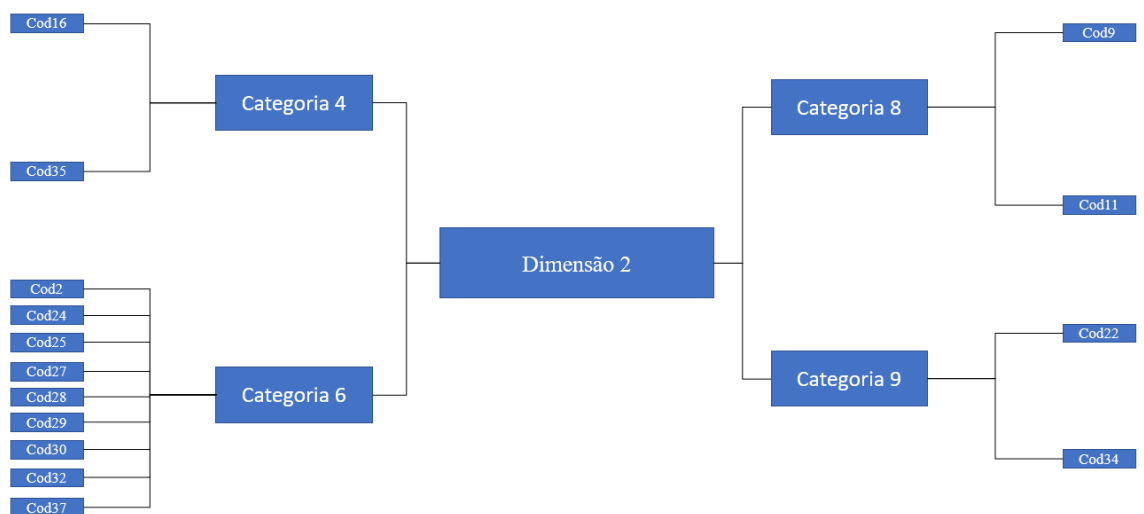 Cod16
Categoria 4
Cod35
Cod2
Cod24
Cod25
Cod27
Cod28
Cod29
Cod30
Cod32
Cod37
Categoria 6
Dimensão 2
Categoria 8
Cod9
Cod11
Categoria 9
Cod22
Cod34